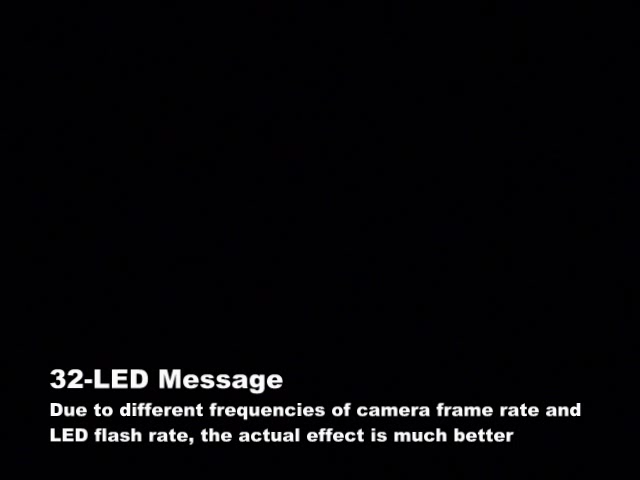 32-LED Message
Due to different frequencies of camera frame rate and
LED flash rate, the actual effect is much better